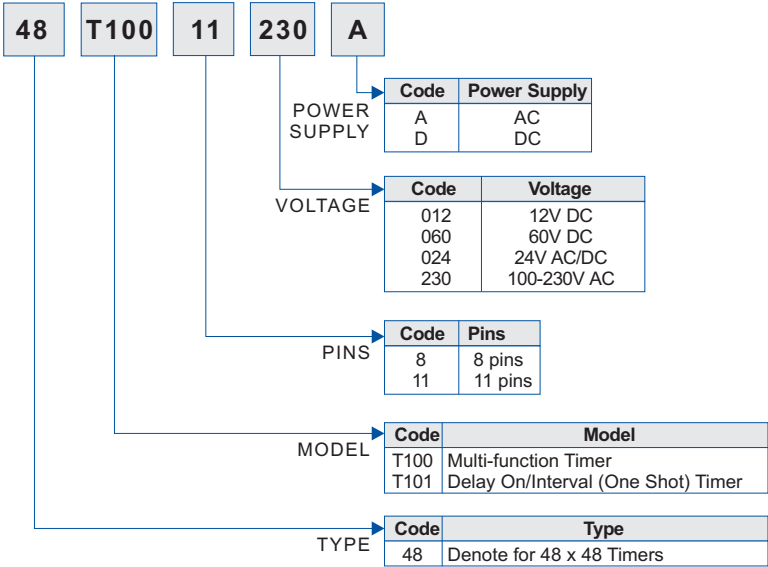 48 T100 11 230 A
POWER SUPPLY
Code Power Supply
A AC
D DC
VOLTAGE
Code Voltage
012 12V DC
060 60V DC
024 24V AC/DC
230 100-230V AC
PINS
Code Pins
8 8 pins
11 11 pins
MODEL
Code Model
T100 Multi-function Timer
T101 Delay On/Interval (One Shot) Timer
TYPE
Code Type
48 Denote for 48 x 48 Timers